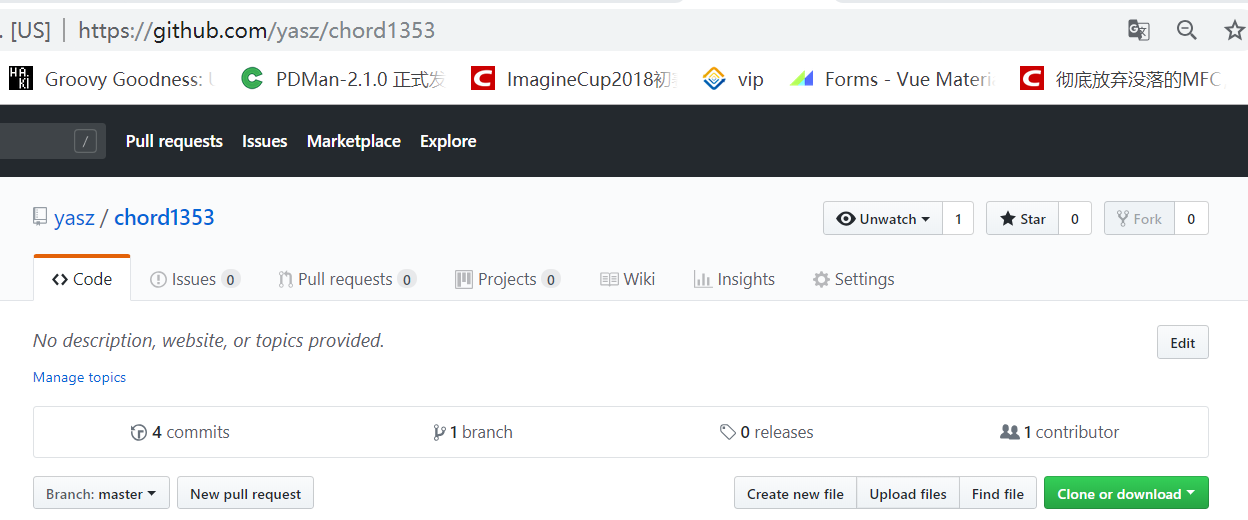 . [US] | https://github.com/yasz/chord1353
HA.KI Groovy Goodness: PDMan-2.1.0 正式发 ImagineCup2018初 vip Forms - Vue Materi 彻底放弃没落的MFC
/ Pull requests Issues Marketplace Explore
yasz / chord1353 Unwatch 1 Star 0 Fork 0
Code Issues 0 Pull requests 0 Projects 0 Wiki Insights Settings
No description, website, or topics provided. Edit
Manage topics
4 commits 1 branch 0 releases 1 contributor
Branch: master New pull request Create new file Upload files Find file Clone or download